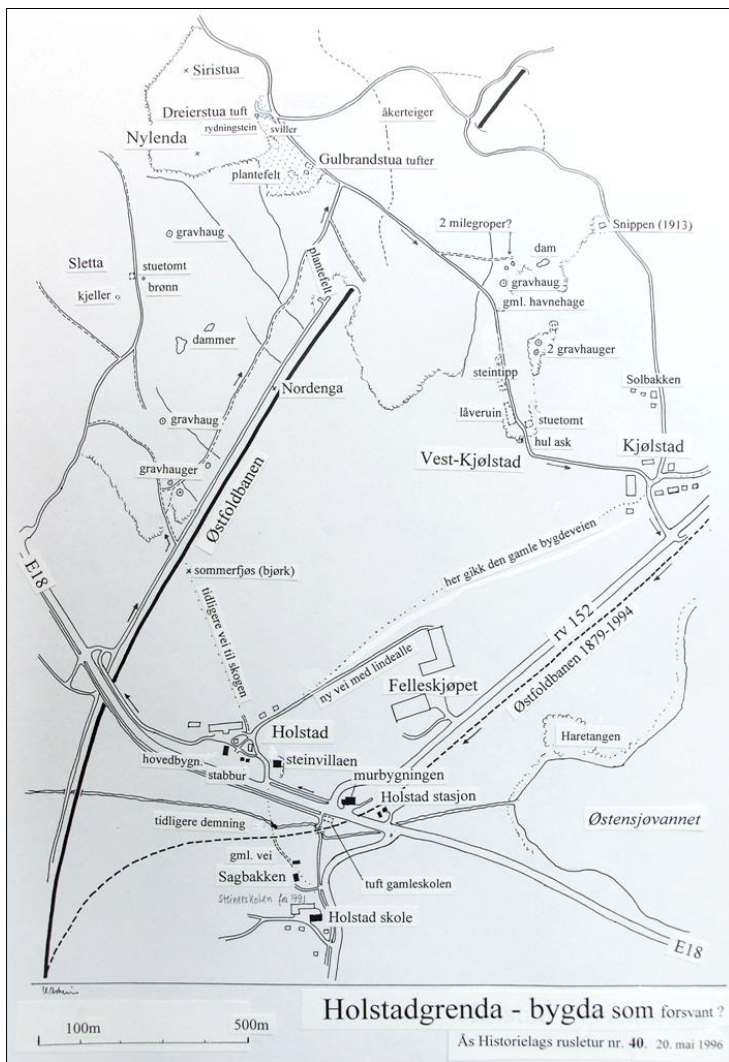 Siristua
Dreierstua tuft
rydningstein
sviller
åkerteiger
Nylenda
Gulbrandstua tufter
plantefelt
2 milegroper?
Snippen (1913)
dam
gravhaug
gravhaug
Sletta
stuetomt
brønn
plantefelt
gml. havnehage
kjeller
dammer
2 gravhauger
steintipp
Nordenga
Solbakken
låveruin
stuetomt
gravhaug
hul ask
Kjølstad
Vest-Kjølstad
gravhauger
Østfoldbanen
E18
sommerfjøs (bjørk)
her gikk den gamle bygdeveien
tidligere vei til skogen
rv 152
Østfoldbanen 1879-1994
ny vei med lindealle
Felleskjøpet
Holstad
Haretangen
hovedbygn.
steinvillaen
stabbur
murbygningen
Holstad stasjon
Østensjøvannet
tidligere demning
gml. vei
Sagbakken
tuft gamleskolen
Steinerskolen før 1991
Holstad skole
E18
Holstadgrenda - bygda som forsvant ?
100m
500m
Ås Historielags rusletur nr. 40. 20. mai 1996